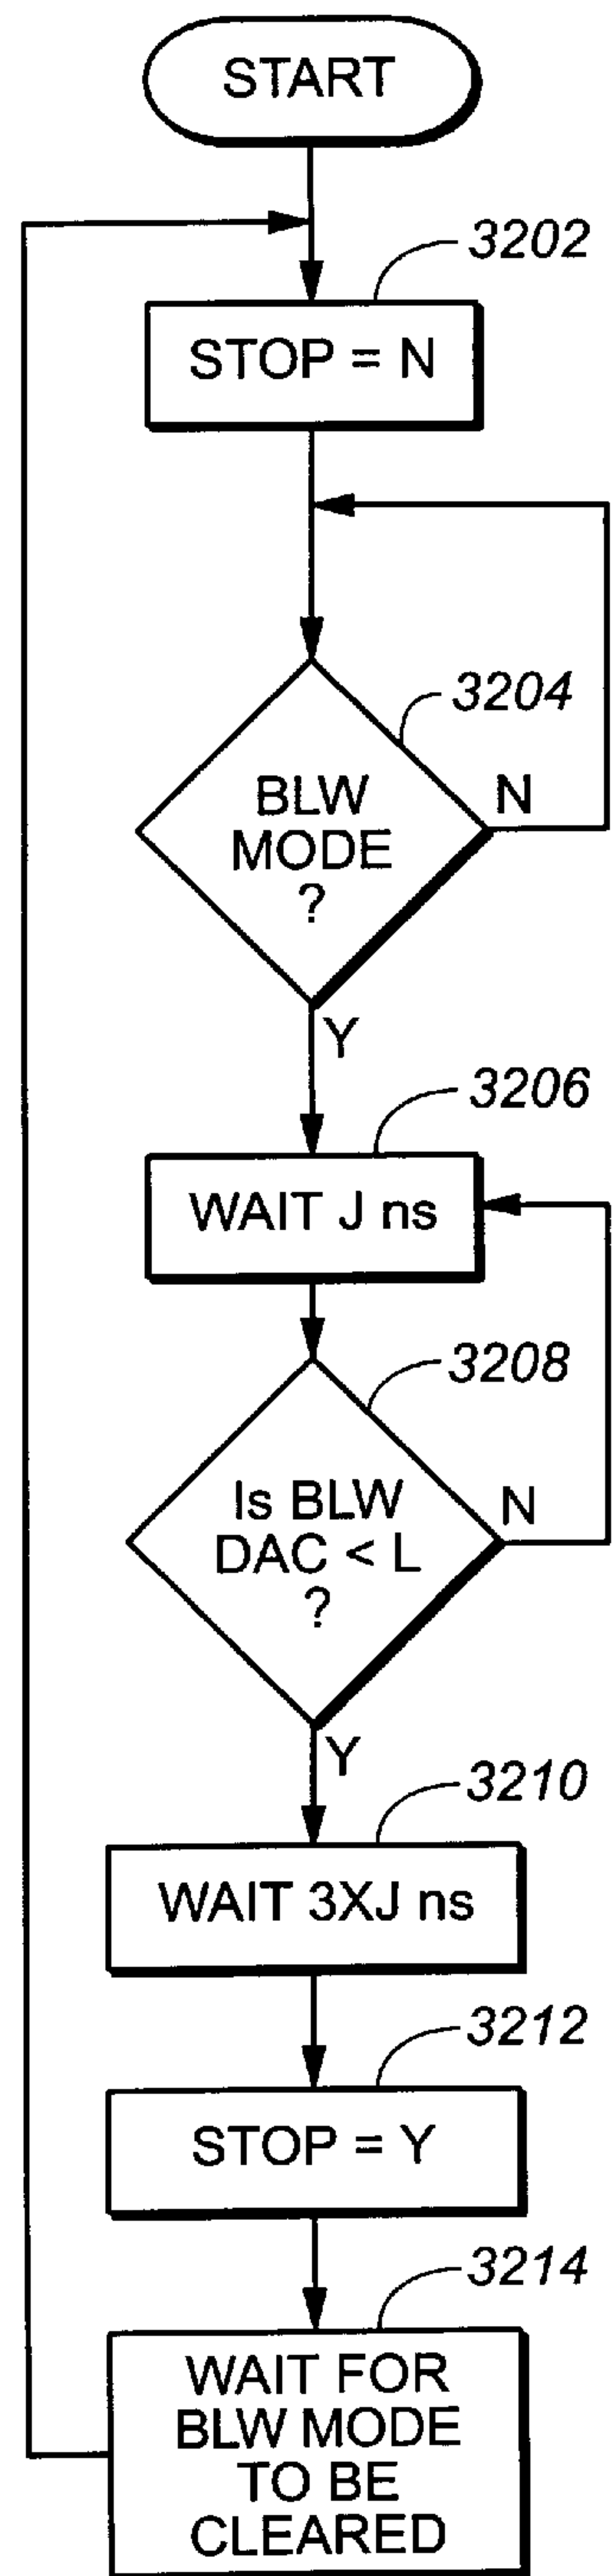 START
3202
STOP = N
3204
BLW
MODE
?
N
Y
3206
WAIT J ns
3208
Is BLW
DAC < L
?
N
Y
3210
WAIT 3XJ ns
3212
STOP = Y
3214
WAIT FOR
BLW MODE
TO BE
CLEARED